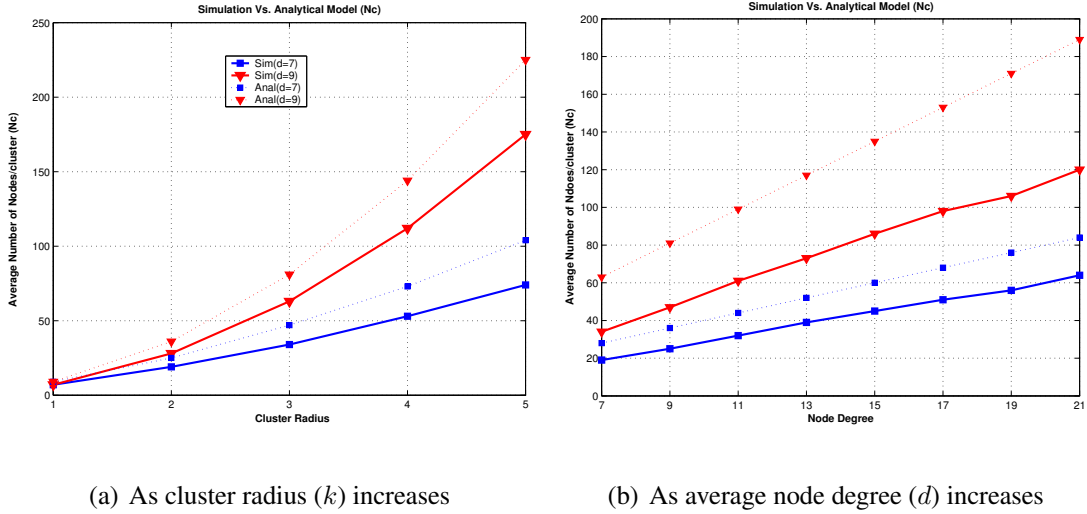 Simulation Vs. Analytical Model (Nc)
250
200
150
100
50
0
Average Number of Nodes/cluster (Nc)
Sim(d=7)
Sim(d=9)
Anal(d=7)
Anal(d=9)
1
2
3
4
5
Cluster Radius
(a) As cluster radius (k) increases
Simulation Vs. Analytical Model (Nc)
200
180
160
140
120
100
80
60
40
20
0
Average Number of Ndoes/cluster (Nc)
7
9
11
13
15
17
19
21
Node Degree
(b) As average node degree (d) increases